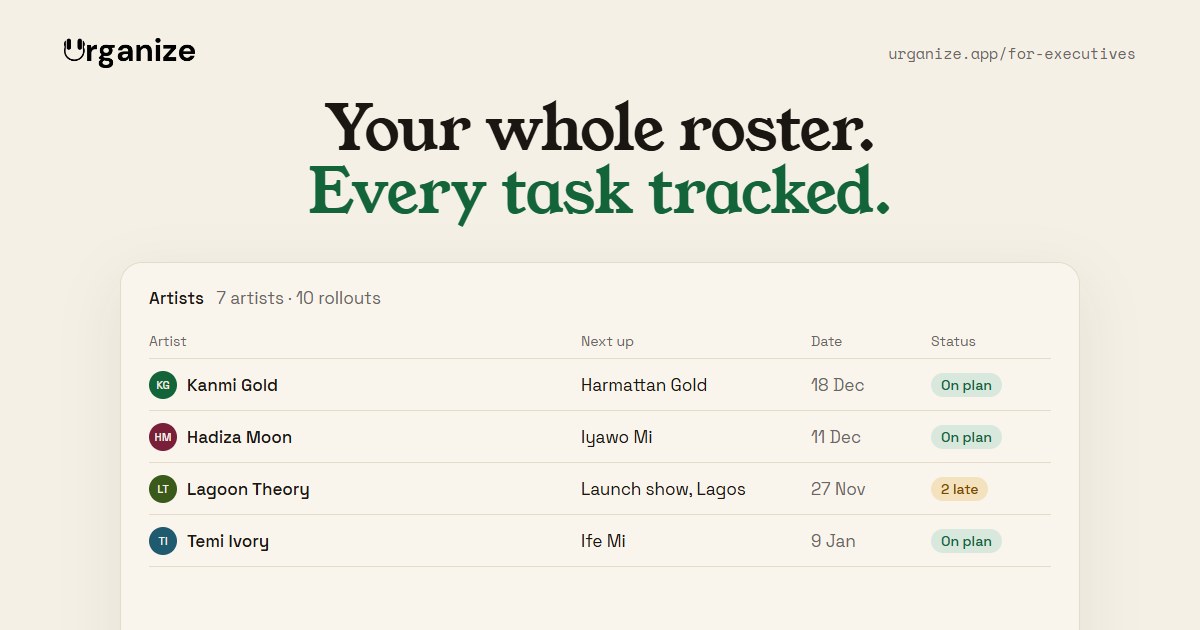 Urganize
urganize.app/for-executives
Your whole roster.
Every task tracked.
Artists 7 artists · 10 rollouts
Artist Next up Date Status
KG Kanmi Gold Harmattan Gold 18 Dec On plan
HM Hadiza Moon Iyawo Mi 11 Dec On plan
LT Lagoon Theory Launch show, Lagos 27 Nov 2 late
TI Temi Ivory Ife Mi 9 Jan On plan